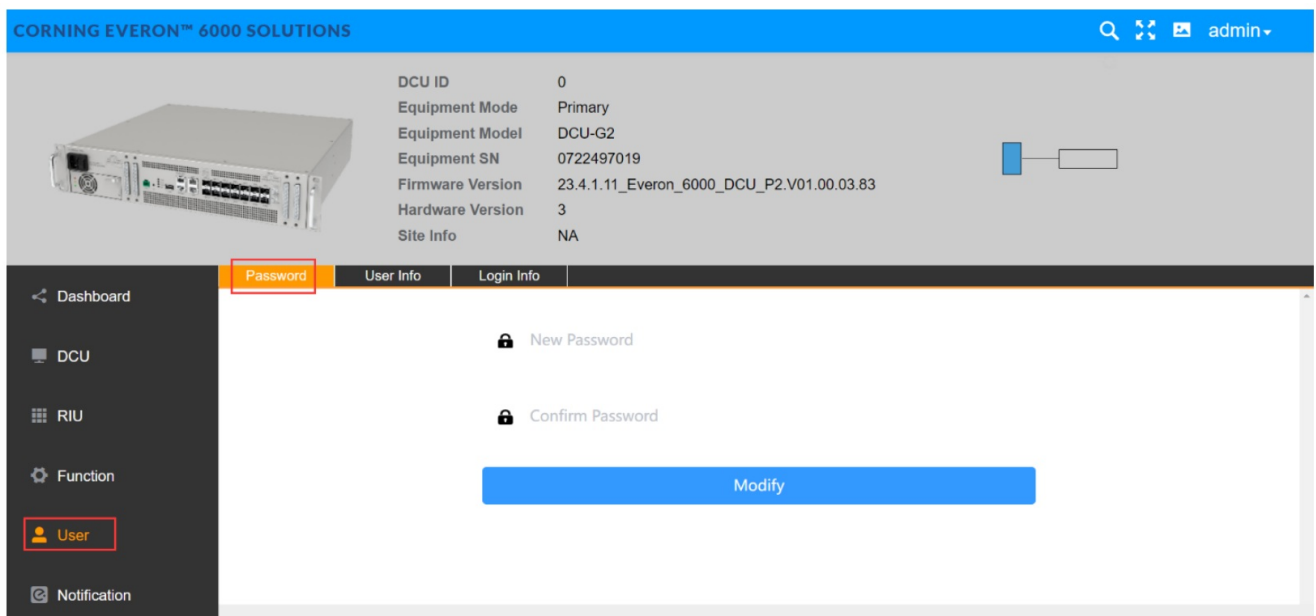 CORNING EVERON™ 6000 SOLUTIONS
admin
DCU ID 0
Equipment Mode Primary
Equipment Model DCU-G2
Equipment SN 0722497019
Firmware Version 23.4.1.11_Everon_6000_DCU_P2.V01.00.03.83
Hardware Version 3
Site Info NA
Password User Info Login Info
Dashboard
DCU
RIU
Function
User
Notification
New Password
Confirm Password
Modify